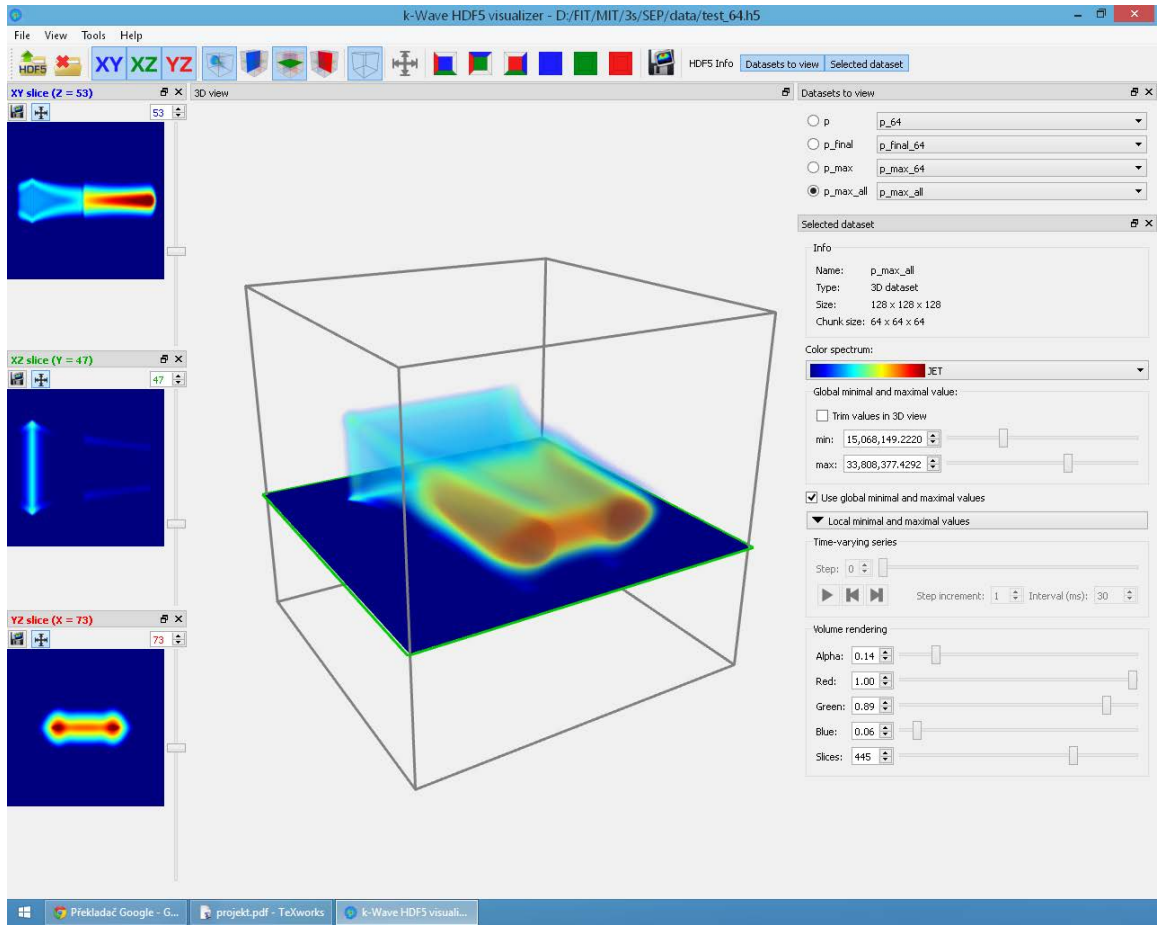 k-Wave HDF5 visualizer - D:/FIT/MIT/3s/SEP/data/test_64.h5
File View Tools Help
HDF5 XY XZ YZ HDF5 Info Datasets to view Selected dataset
XY slice (Z = 53)
53
XZ slice (Y = 47)
47
YZ slice (X = 73)
73
3D view
Datasets to view
p p_64
p_final p_final_64
p_max p_max_64
p_max_all p_max_all
Selected dataset
Info
Name: p_max_all
Type: 3D dataset
Size: 128 x 128 x 128
Chunk size: 64 x 64 x 64
Color spectrum:
JET
Global minimal and maximal value:
Trim values in 3D view
min: 15,068,149.2220
max: 33,808,377.4292
Use global minimal and maximal values
Local minimal and maximal values
Time-varying series
Step: 0
Step increment: 1 Interval (ms): 30
Volume rendering
Alpha: 0.14
Red: 1.00
Green: 0.89
Blue: 0.06
Slices: 445
Překladač Google - G... projekt.pdf - TeXworks k-Wave HDF5 visuali...